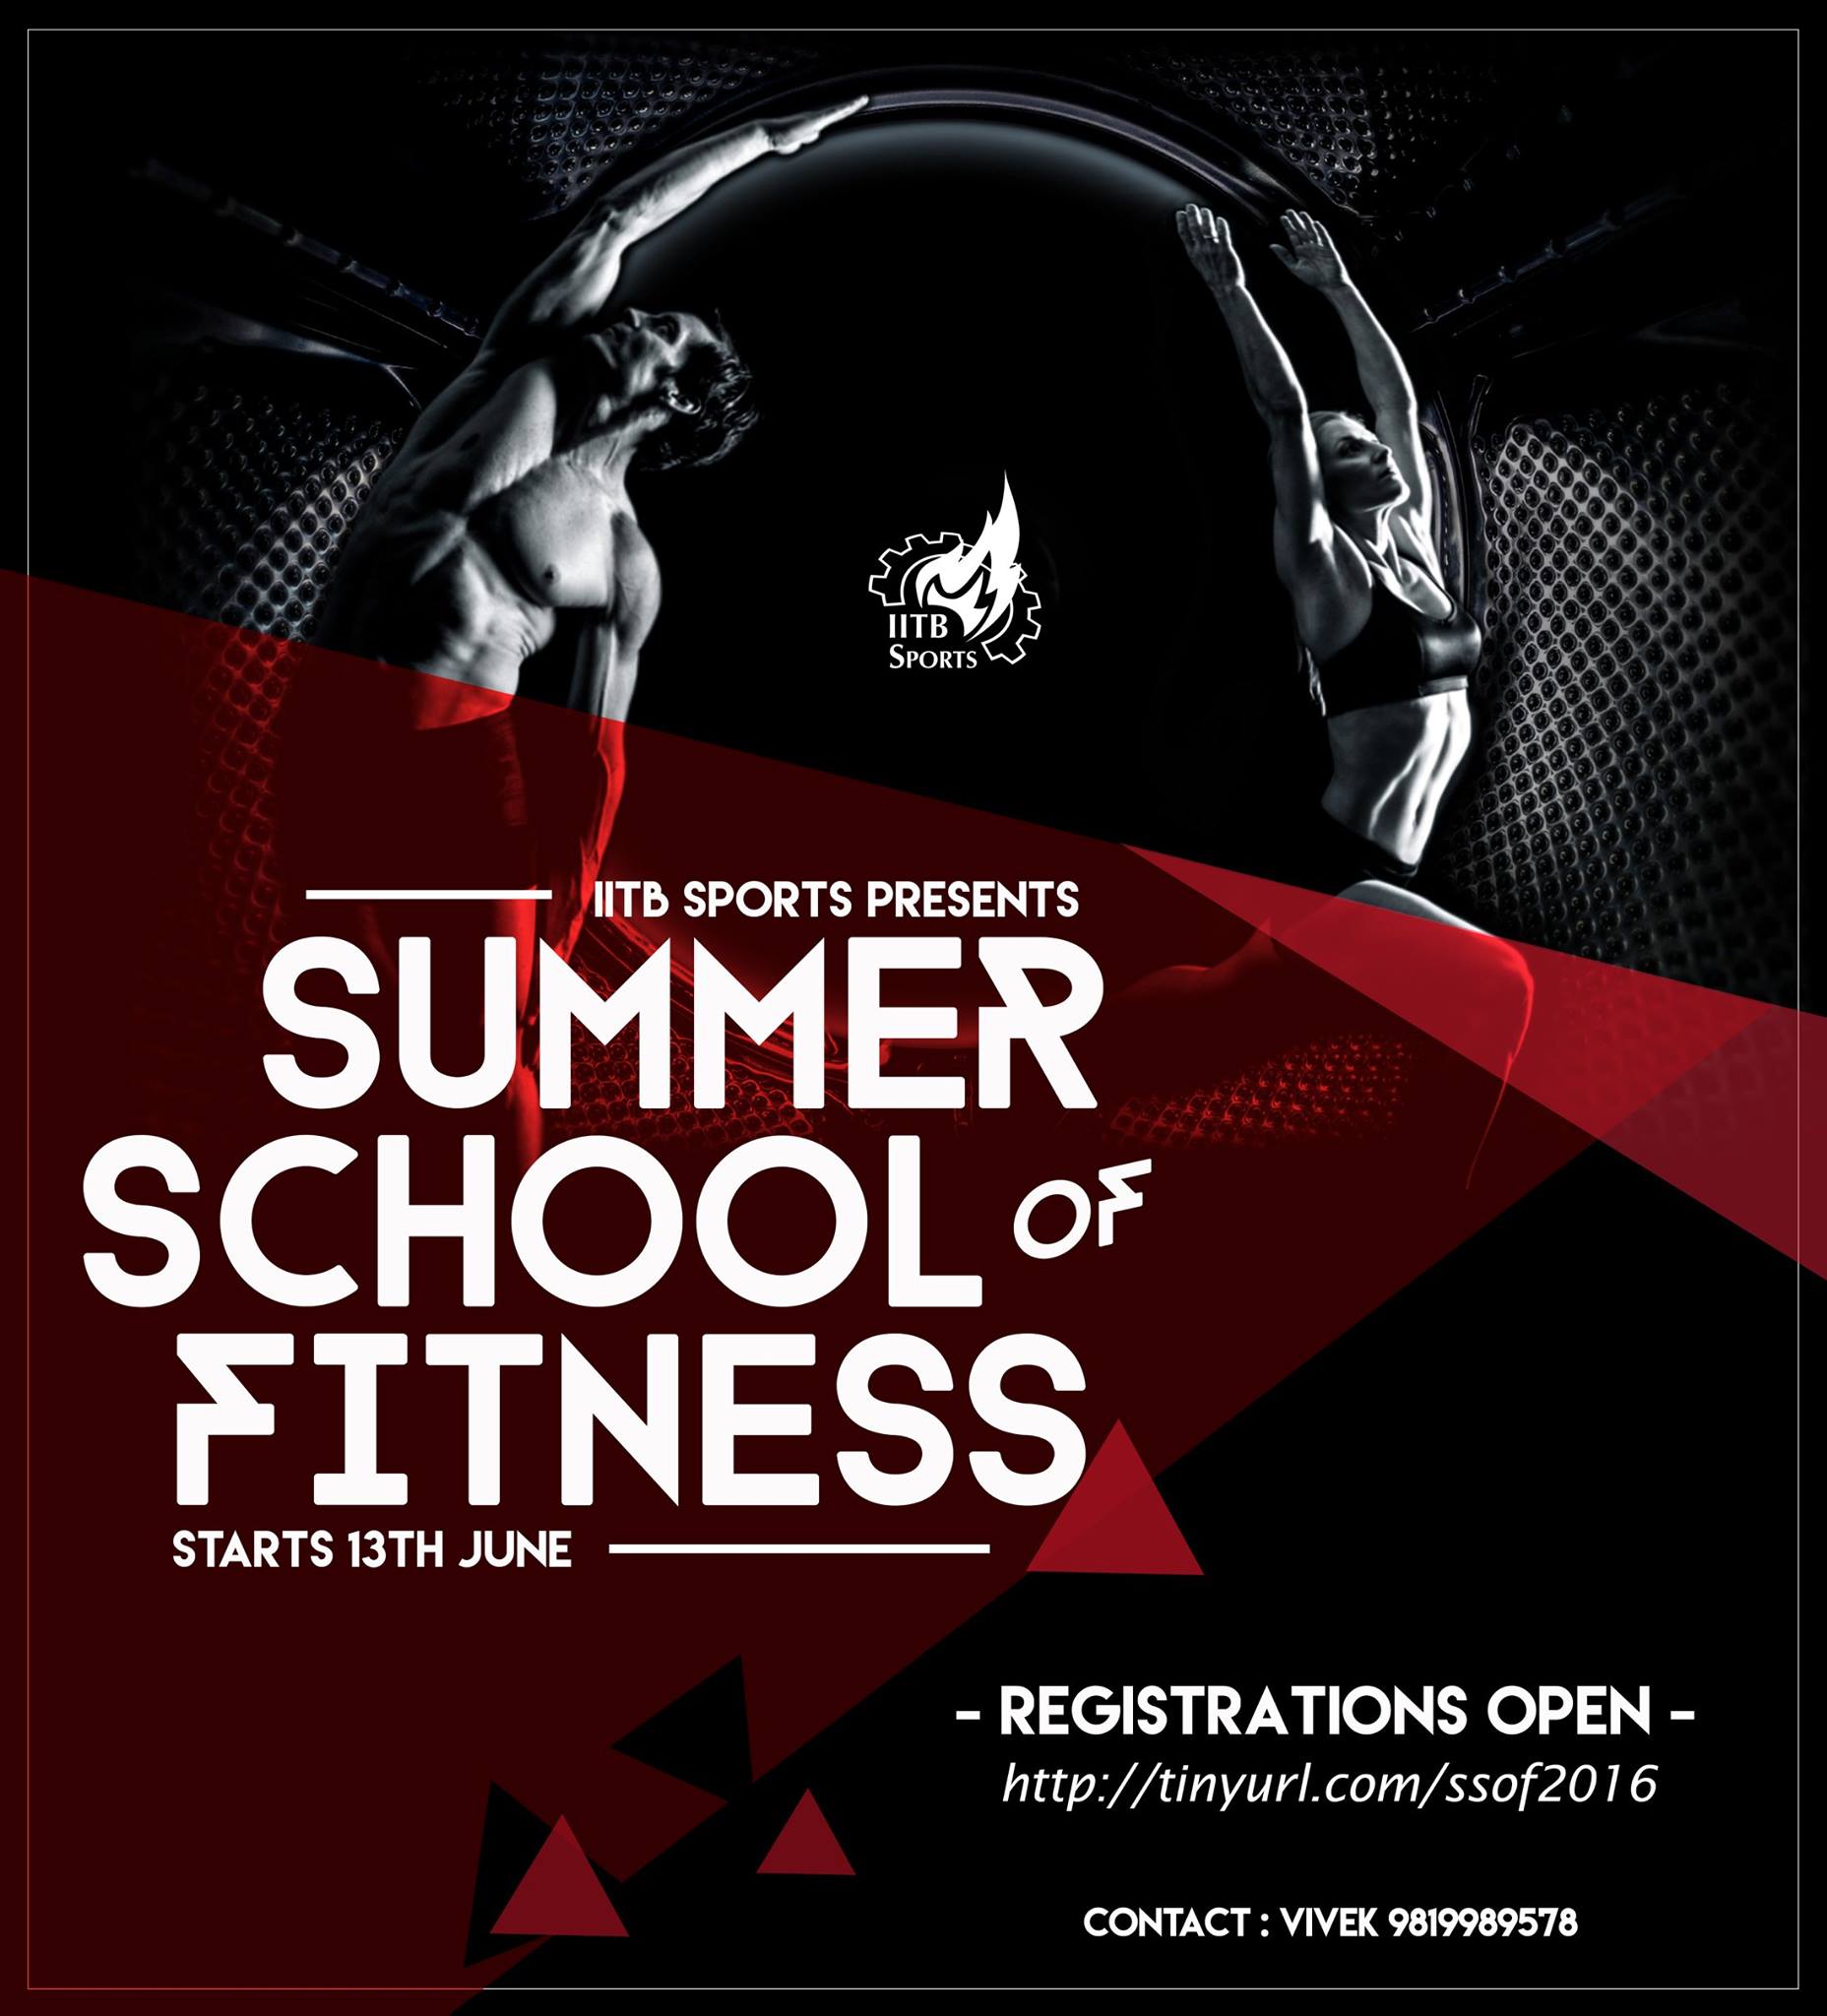 IITB
SPORTS
IITB SPORTS PRESENTS
SUMMER
SCHOOL OF
FITNESS
STARTS 13TH JUNE
- REGISTRATIONS OPEN -
http://tinyurl.com/ssof2016
CONTACT : VIVEK 9819989578